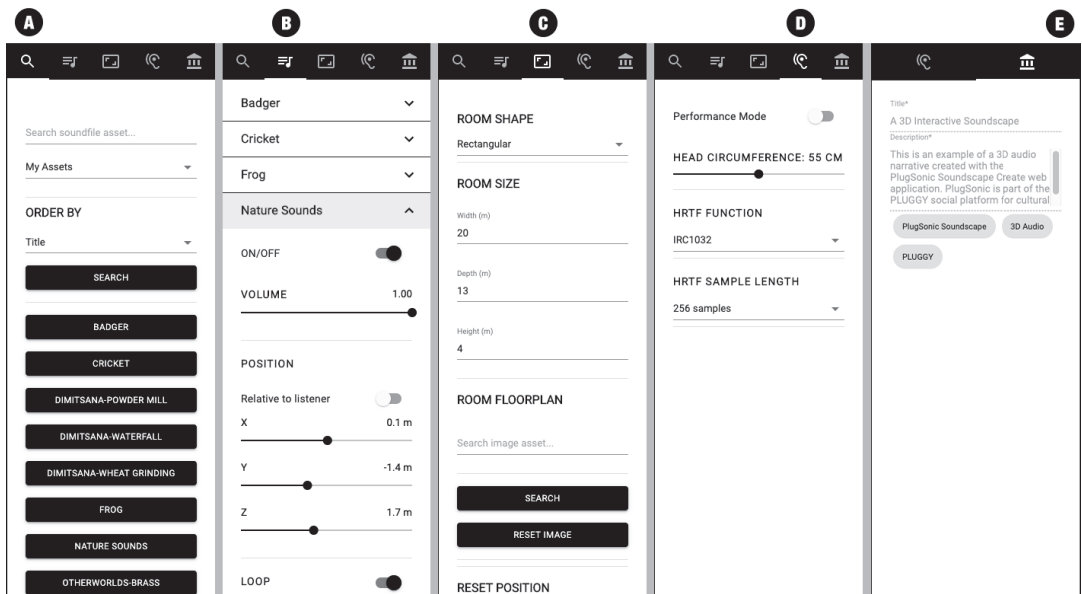 A
Search soundfile asset...
My Assets
ORDER BY
Title
SEARCH
BADGER
CRICKET
DIMITSANA-POWDER MILL
DIMITSANA-WATERFALL
DIMITSANA-WHEAT GRINDING
FROG
NATURE SOUNDS
OTHERWORLDS-BRASS
B
Badger
Cricket
Frog
Nature Sounds
ON/OFF
VOLUME 1.00
POSITION
Relative to listener
X 0.1 m
Y -1.4 m
Z 1.7 m
LOOP
C
ROOM SHAPE
Rectangular
ROOM SIZE
Width (m)
20
Depth (m)
13
Height (m)
4
ROOM FLOORPLAN
Search image asset...
SEARCH
RESET IMAGE
RESET POSITION
D
Performance Mode
HEAD CIRCUMFERENCE: 55 CM
HRTF FUNCTION
IRC1032
HRTF SAMPLE LENGTH
256 samples
E
Title*
A 3D Interactive Soundscape
Description*
This is an example of a 3D audio
narrative created with the
PlugSonic Soundscape Create web
application. PlugSonic is part of the
PLUGGY social platform for cultural
PlugSonic Soundscape 3D Audio
PLUGGY